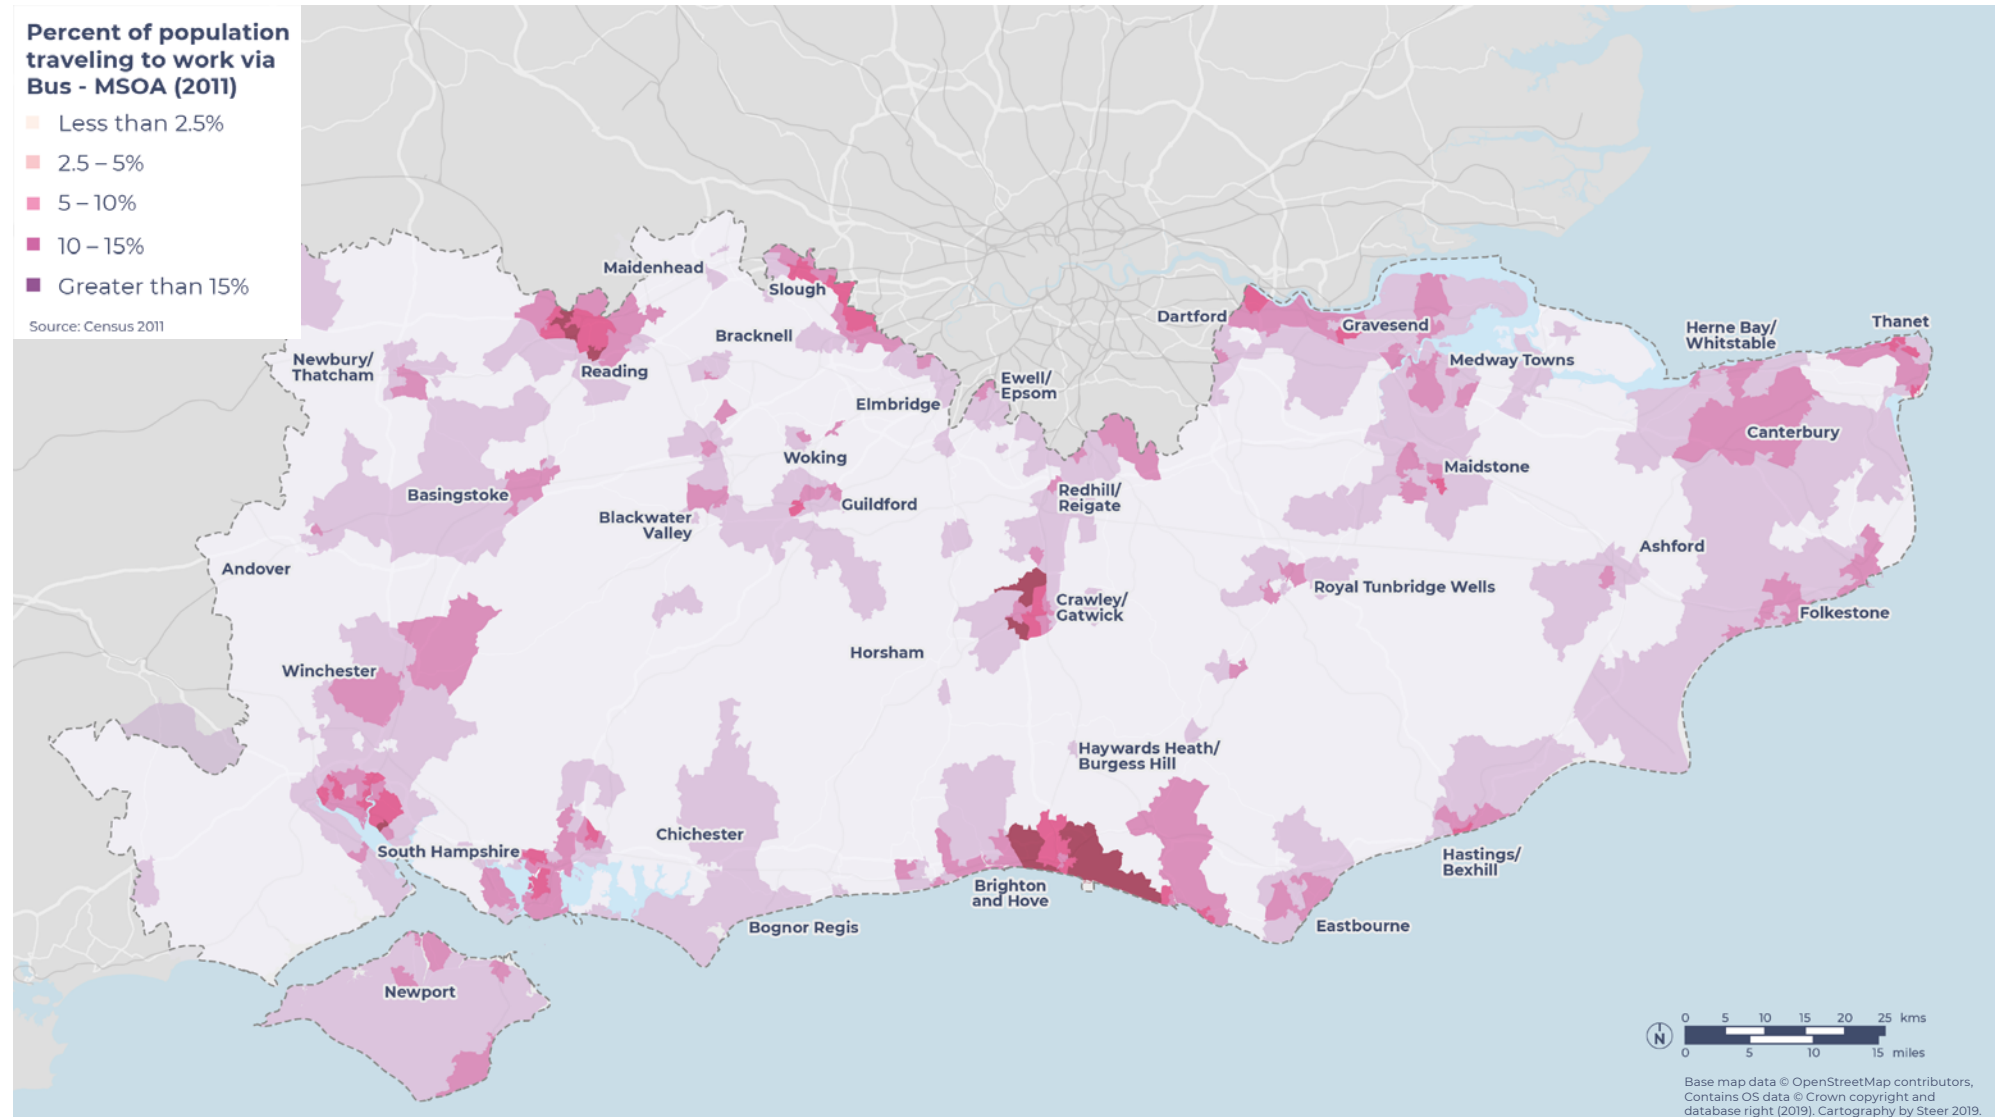 Percent of population
traveling to work via
Bus - MSOA (2011)
Less than 2.5%
2.5 – 5%
5 – 10%
10 – 15%
Greater than 15%
Source: Census 2011
Maidenhead
Slough
Dartford
Gravesend
Thanet
Herne Bay/
Whitstable
Bracknell
Newbury/
Thatcham
Reading
Medway Towns
Ewell/
Epsom
Elmbridge
Canterbury
Woking
Maidstone
Basingstoke
Guildford
Redhill/
Reigate
Blackwater
Valley
Ashford
Andover
Royal Tunbridge Wells
Crawley/
Gatwick
Folkestone
Horsham
Winchester
Haywards Heath/
Burgess Hill
Chichester
South Hampshire
Hastings/
Bexhill
Brighton
and Hove
Bognor Regis
Eastbourne
Newport
0 5 10 15 20 25 kms
N
0 5 10 15 miles
Base map data © OpenStreetMap contributors,
Contains OS data © Crown copyright and
database right (2019). Cartography by Steer 2019.